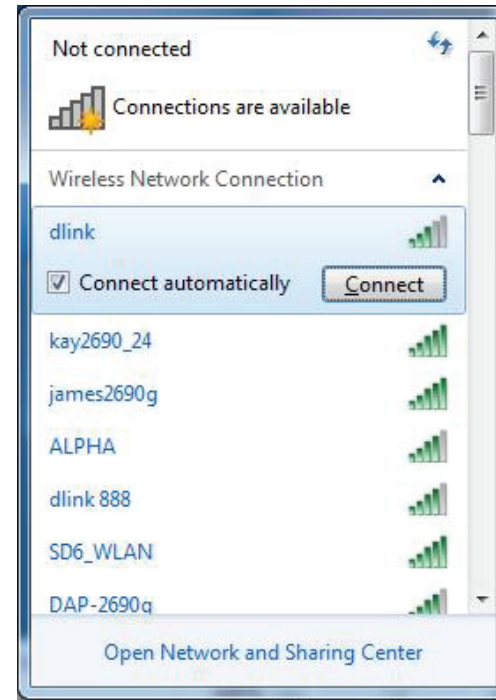 Not connected
Connections are available
Wireless Network Connection
dlink
Connect automatically Connect
kay2690_24
james2690g
ALPHA
dlink 888
SD6_WLAN
DAP-2690g
Open Network and Sharing Center